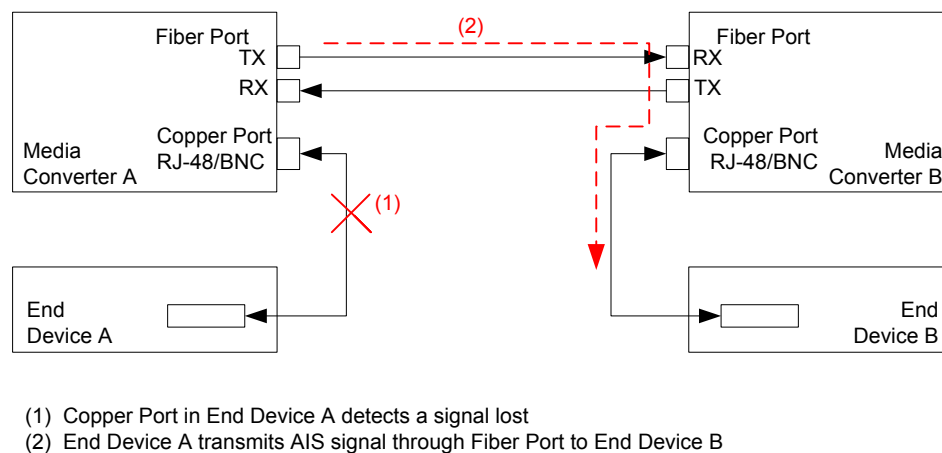 (2)
Fiber Port
TX
RX
Copper Port
RJ-48/BNC
Media
Converter A
Fiber Port
RX
TX
Copper Port
RJ-48/BNC
Media
Converter B
(1)
End
Device A
End
Device B
(1) Copper Port in End Device A detects a signal lost
(2) End Device A transmits AIS signal through Fiber Port to End Device B